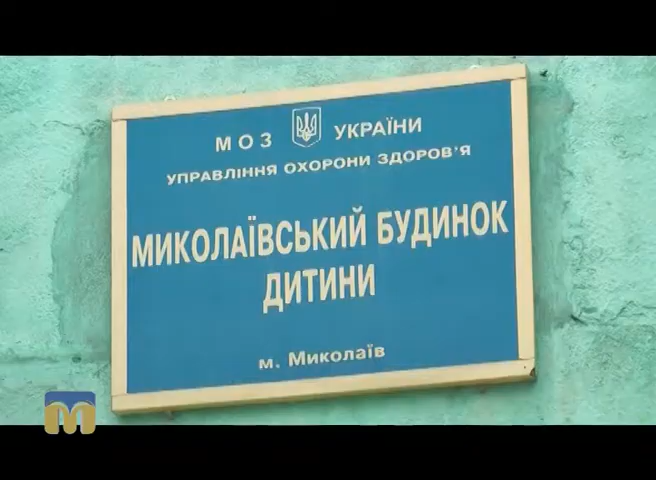 МОЗ УКРАЇНИ
УПРАВЛІННЯ ОХОРОНИ ЗДОРОВ'Я
МИКОЛАЇВСЬКИЙ БУДИНОК
ДИТИНИ
м. Миколаїв
М